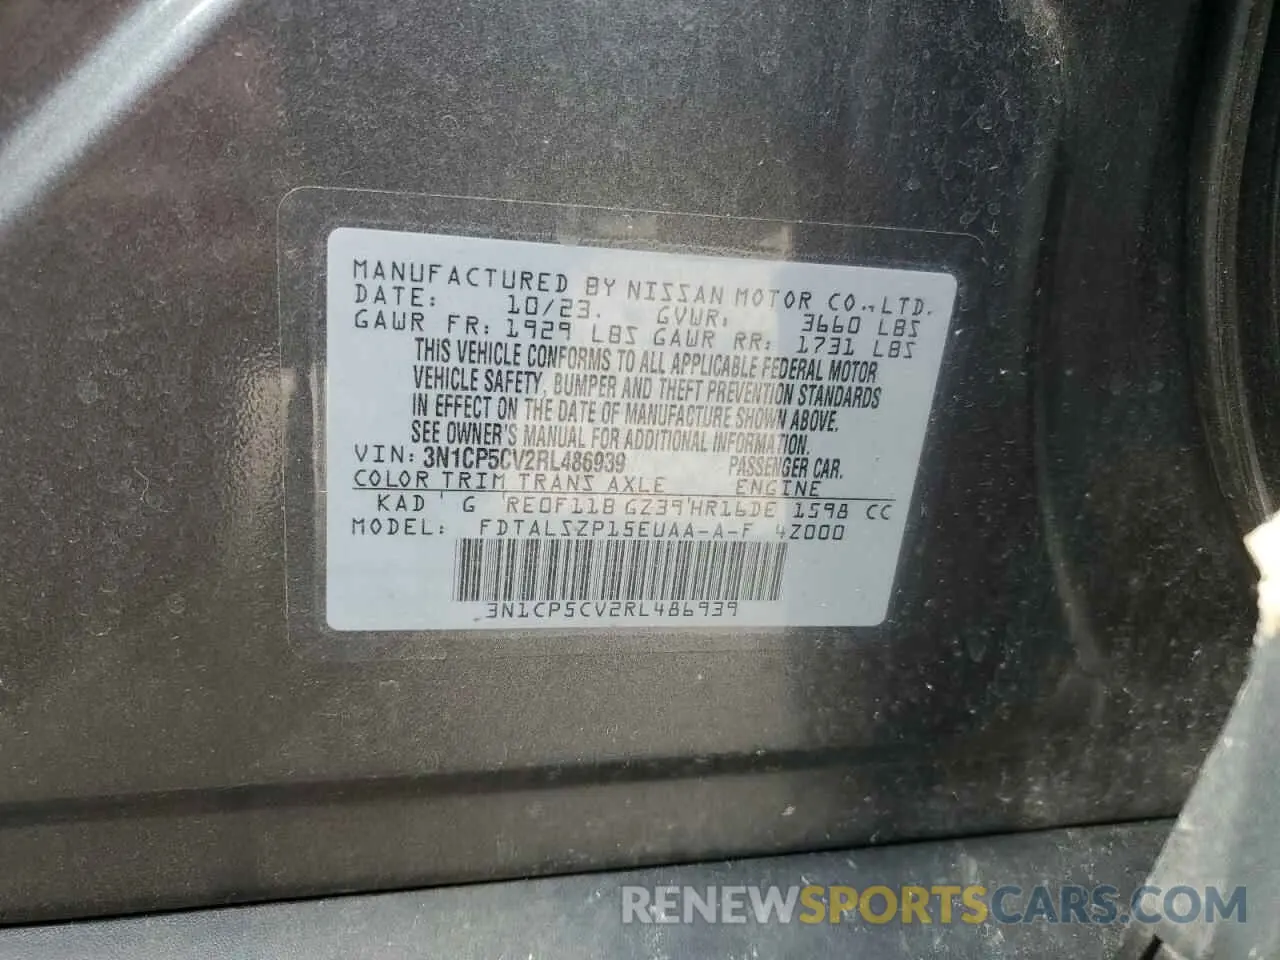 MANUFACTURED BY NISSAN MOTOR CO.,LTD.
DATE: 10/23. GVWR: 3660 LBS
GAWR FR: 1929 LBS GAWR RR: 1731 LBS
THIS VEHICLE CONFORMS TO ALL APPLICABLE FEDERAL MOTOR
VEHICLE SAFETY, BUMPER AND THEFT PREVENTION STANDARDS
IN EFFECT ON THE DATE OF MANUFACTURE SHOWN ABOVE.
SEE OWNER'S MANUAL FOR ADDITIONAL INFORMATION.
VIN: 3N1CP5CV2RL486939 PASSENGER CAR.
COLOR TRIM TRANS AXLE ENGINE
KAD G RE0F11B GZ39 HR16DE 1598 CC
MODEL: FDTALSZP15EUAA-A-F 4Z000
3N1CP5CV2RL486939
RENEWSPORTSCARS.COM